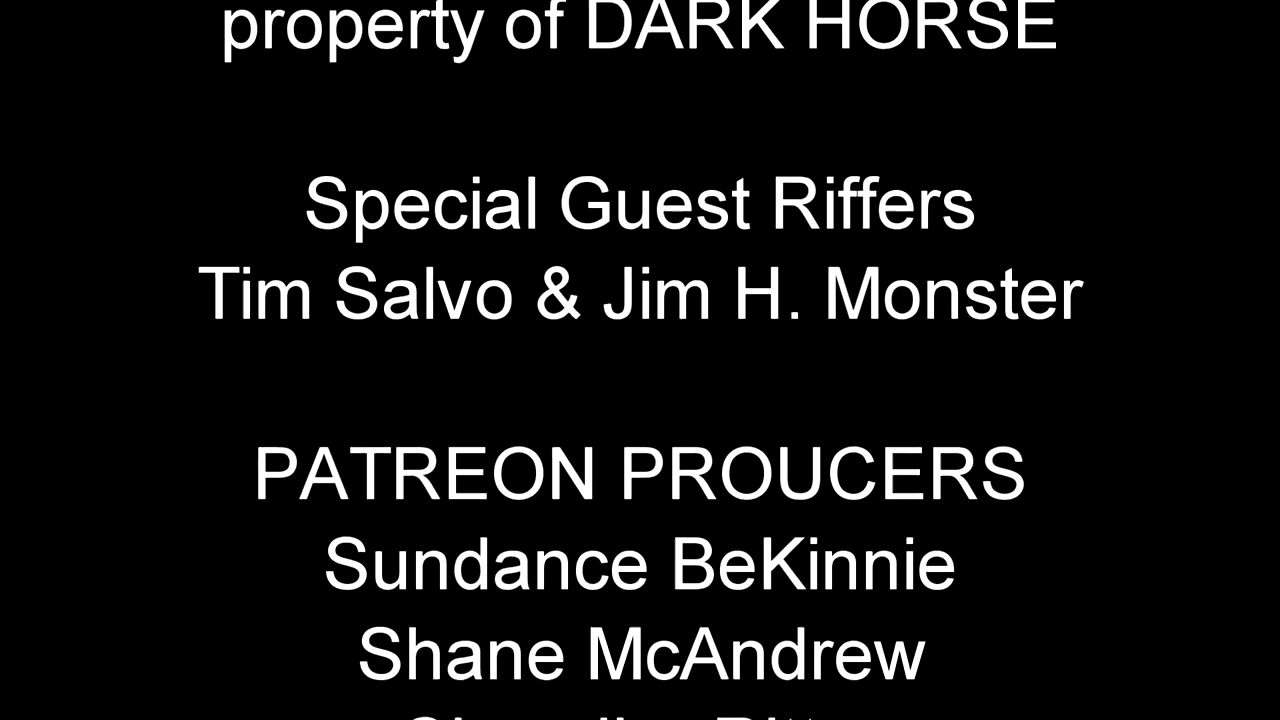 property of DARK HORSE
Special Guest Riffers
Tim Salvo & Jim H. Monster
PATREON PROUCERS
Sundance BeKinnie
Shane McAndrew